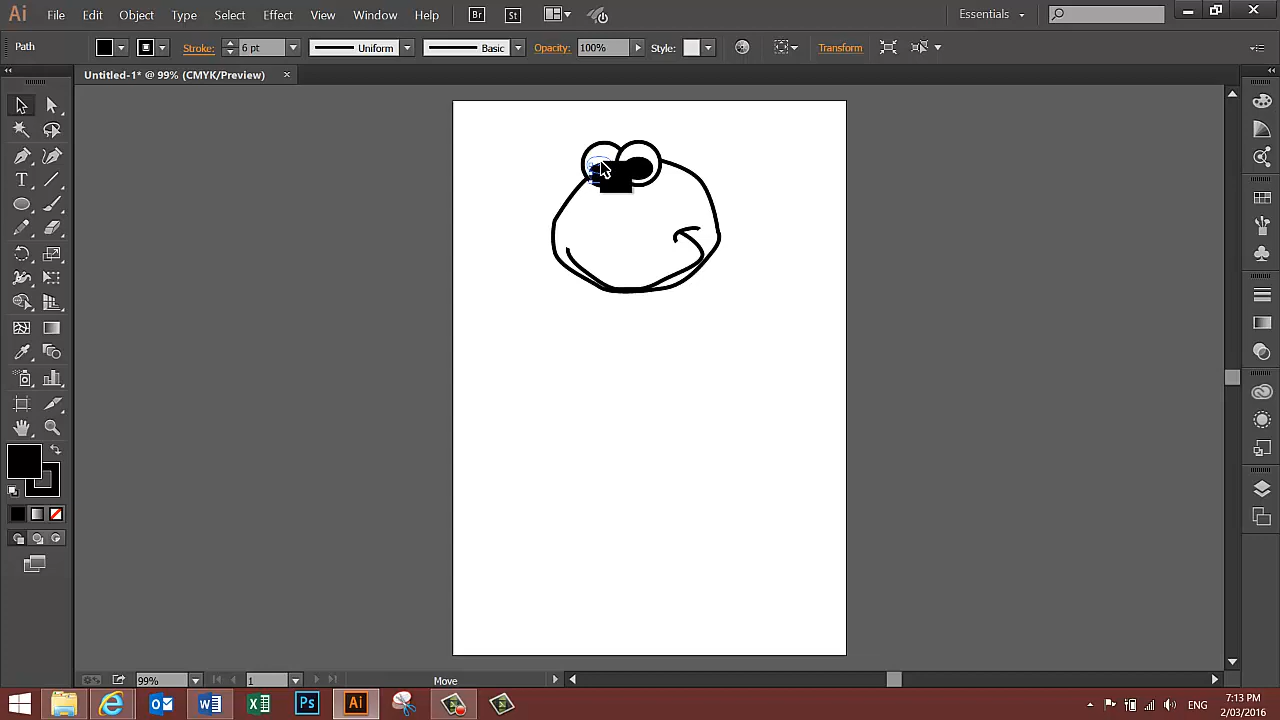 Ai File Edit Object Type Select Effect View Window Help Br St Essentials
Path Stroke: 6 pt Uniform Basic Opacity: 100% Style: Transform
Untitled-1* @ 99% (CMYK/Preview)
T
99% 1 Move
Ps Ai ENG 7:13 PM
2/03/2016